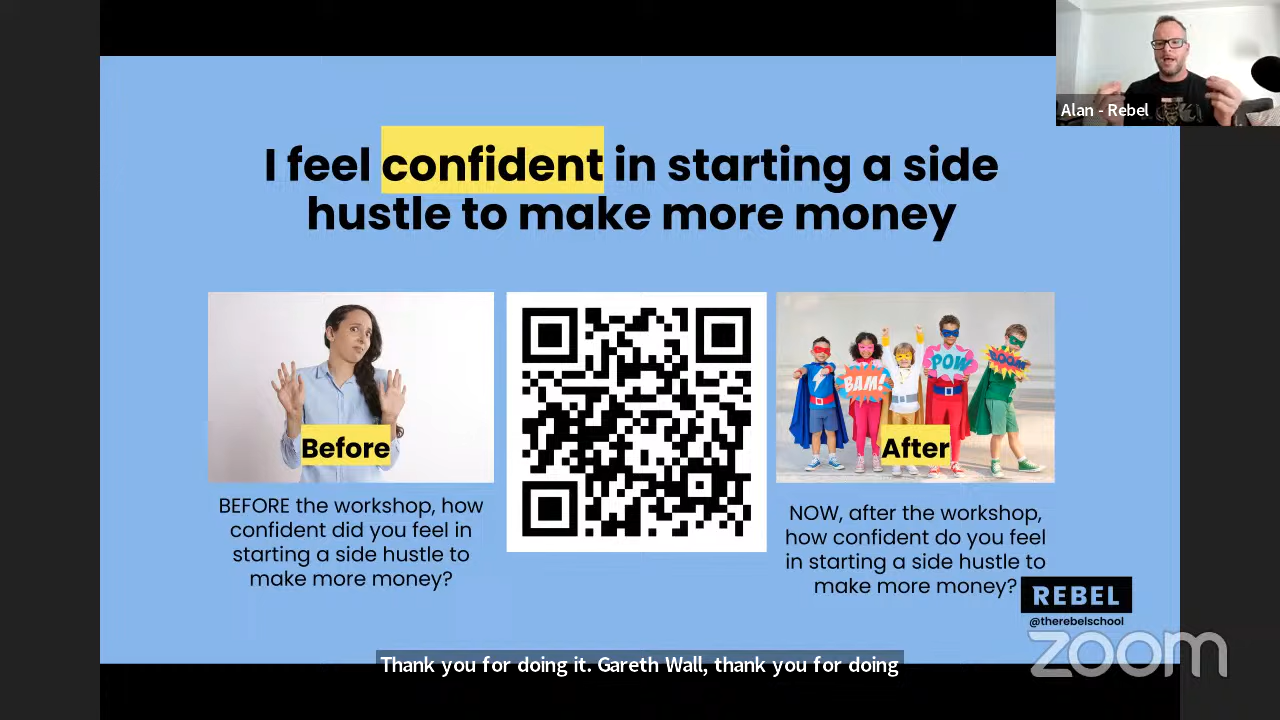 Alan - Rebel
I feel confident in starting a side
hustle to make more money
BAM!
POW
BOOM
Before
After
BEFORE the workshop, how
confident did you feel in
starting a side hustle to
make more money?
NOW, after the workshop,
how confident do you feel
in starting a side hustle to
make more money?
REBEL
@therebelschool
zoom
Thank you for doing it. Gareth Wall, thank you for doing